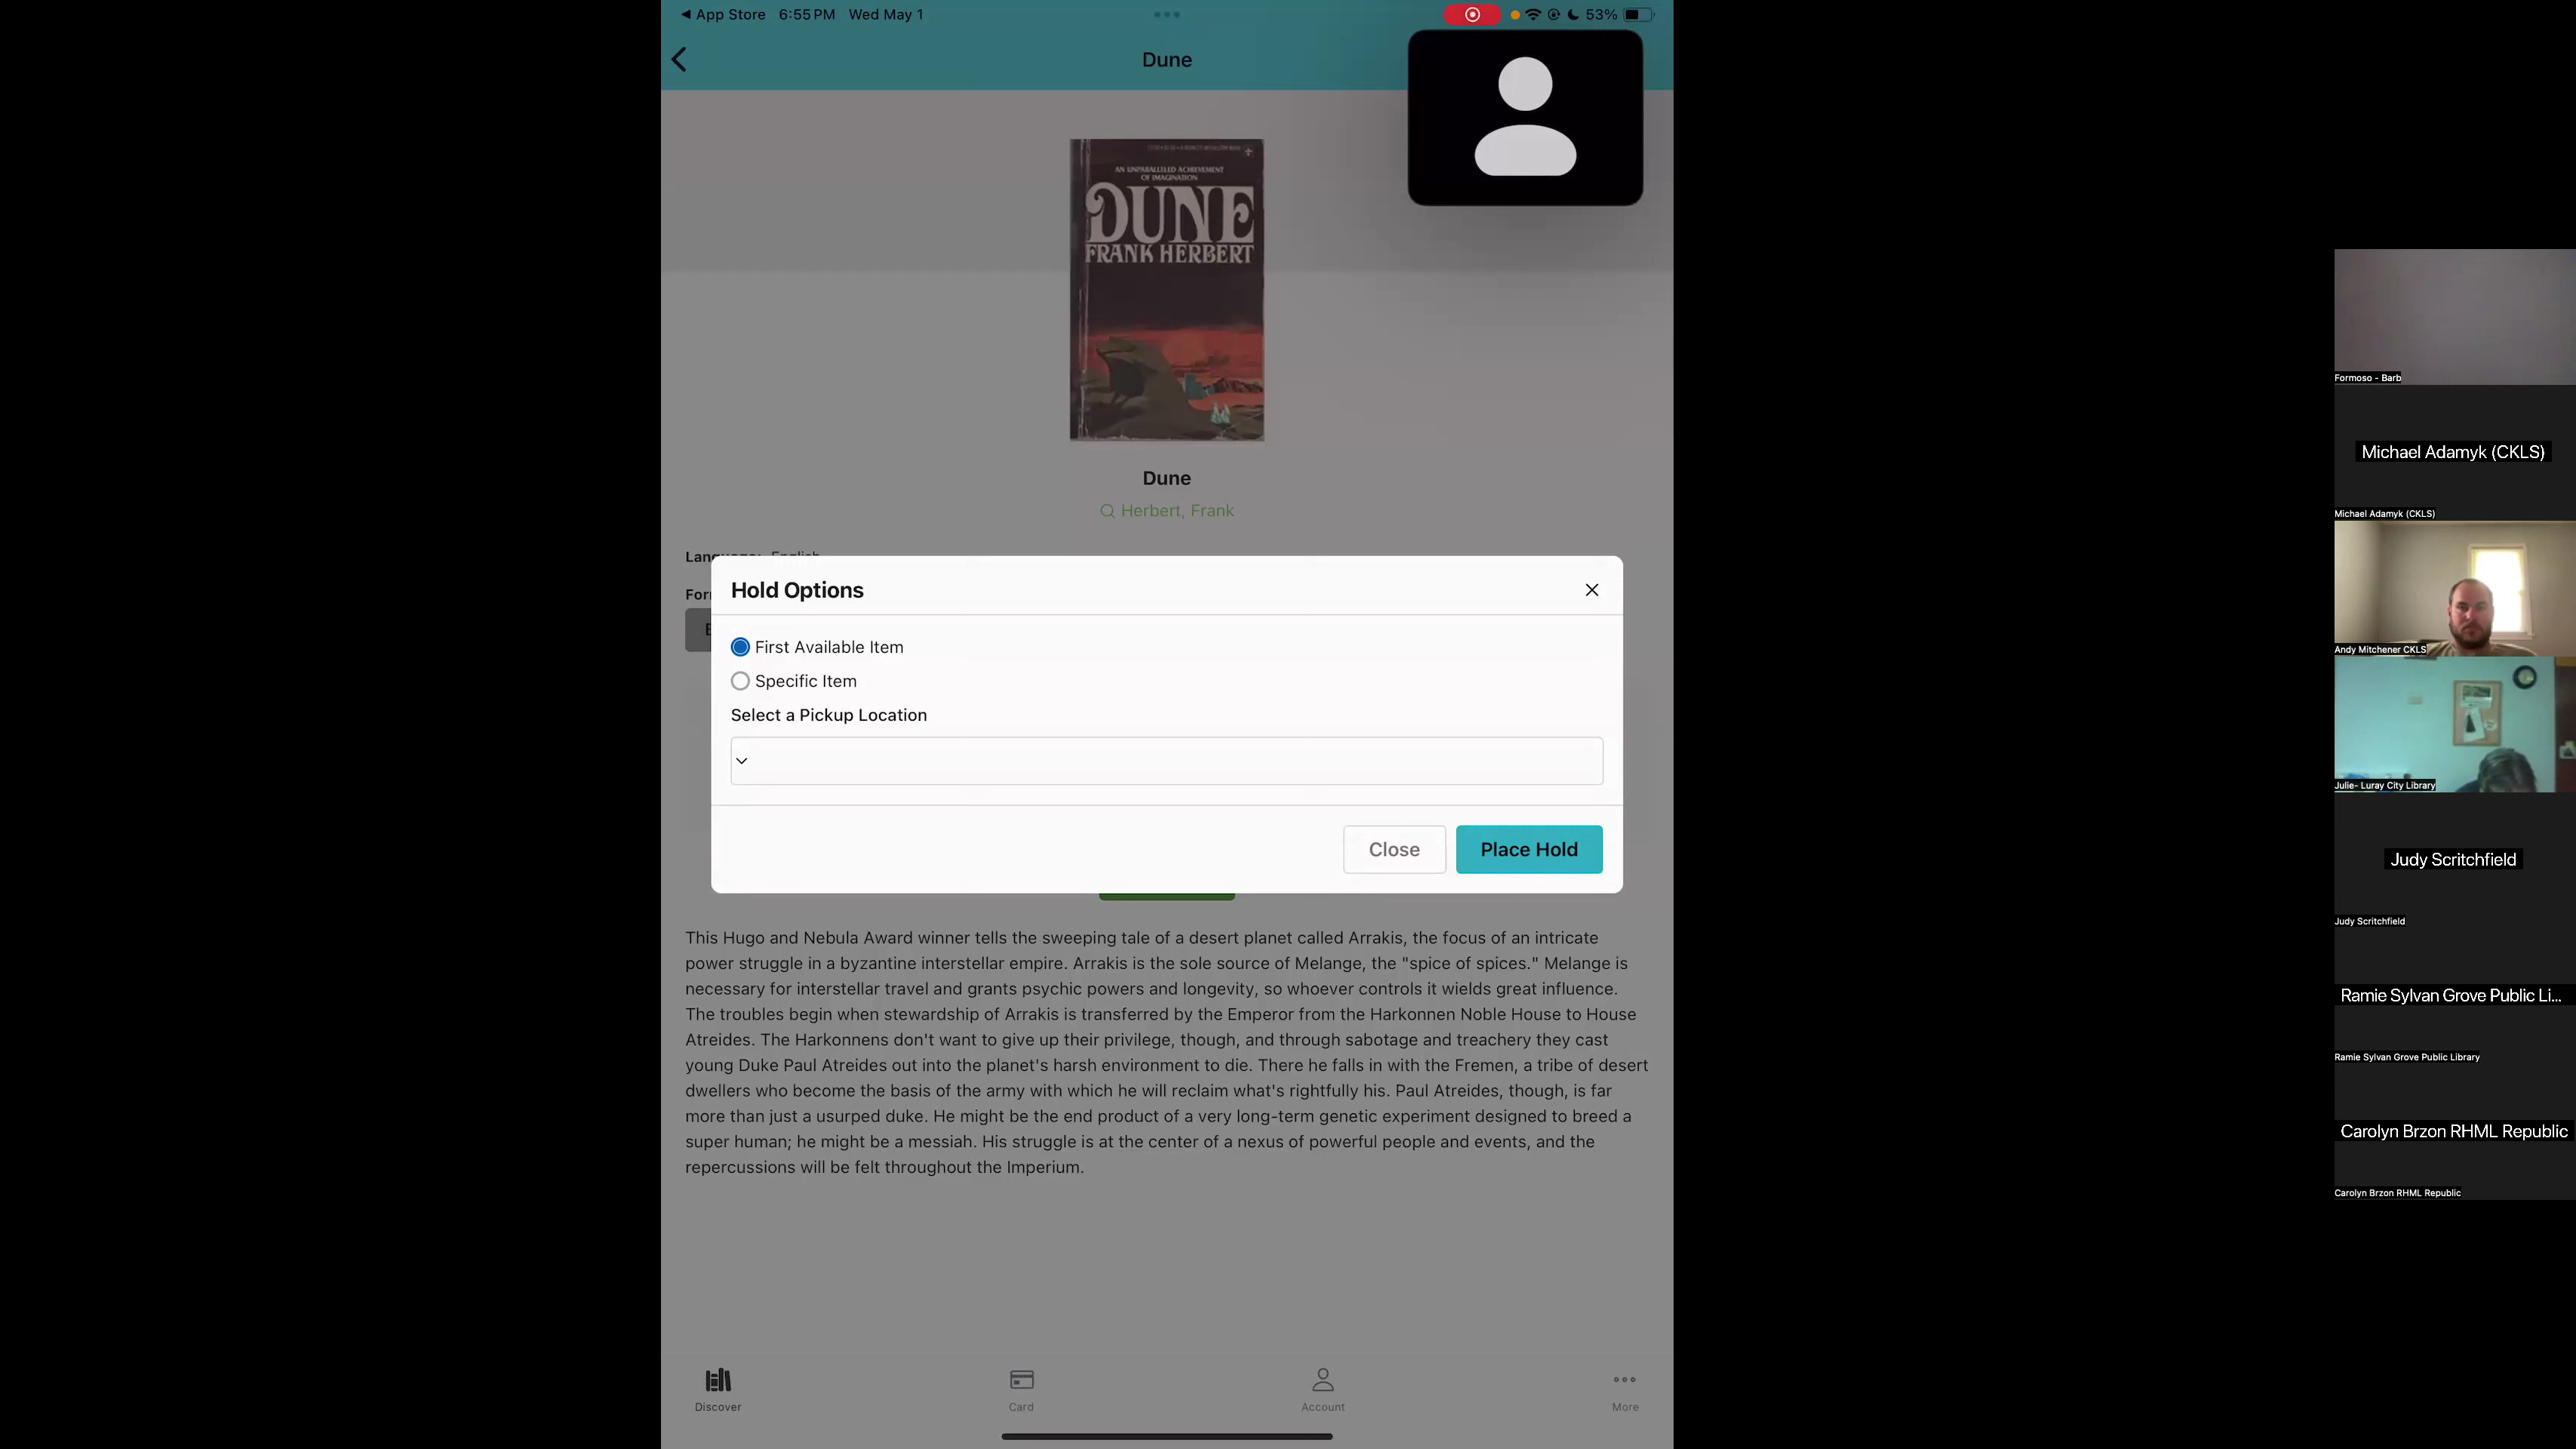 App Store 6:55 PM Wed May 1
53%
Dune
AN UNPARALLELED ACHIEVEMENT
OF IMAGINATION
DUNE
FRANK HERBERT
Dune
Herbert, Frank
Language: English
Hold Options
First Available Item
Specific Item
Select a Pickup Location
Close
Place Hold
This Hugo and Nebula Award winner tells the sweeping tale of a desert planet called Arrakis, the focus of an intricate
power struggle in a byzantine interstellar empire. Arrakis is the sole source of Melange, the "spice of spices." Melange is
necessary for interstellar travel and grants psychic powers and longevity, so whoever controls it wields great influence.
The troubles begin when stewardship of Arrakis is transferred by the Emperor from the Harkonnen Noble House to House
Atreides. The Harkonnens don't want to give up their privilege, though, and through sabotage and treachery they cast
young Duke Paul Atreides out into the planet's harsh environment to die. There he falls in with the Fremen, a tribe of desert
dwellers who become the basis of the army with which he will reclaim what's rightfully his. Paul Atreides, though, is far
more than just a usurped duke. He might be the end product of a very long-term genetic experiment designed to breed a
super human; he might be a messiah. His struggle is at the center of a nexus of powerful people and events, and the
repercussions will be felt throughout the Imperium.
Discover
Card
Account
More
Formoso - Barb
Michael Adamyk (CKLS)
Michael Adamyk (CKLS)
Andy Mitchener CKLS
Julie- Luray City Library
Judy Scritchfield
Judy Scritchfield
Ramie Sylvan Grove Public Li...
Ramie Sylvan Grove Public Library
Carolyn Brzon RHML Republic
Carolyn Brzon RHML Republic